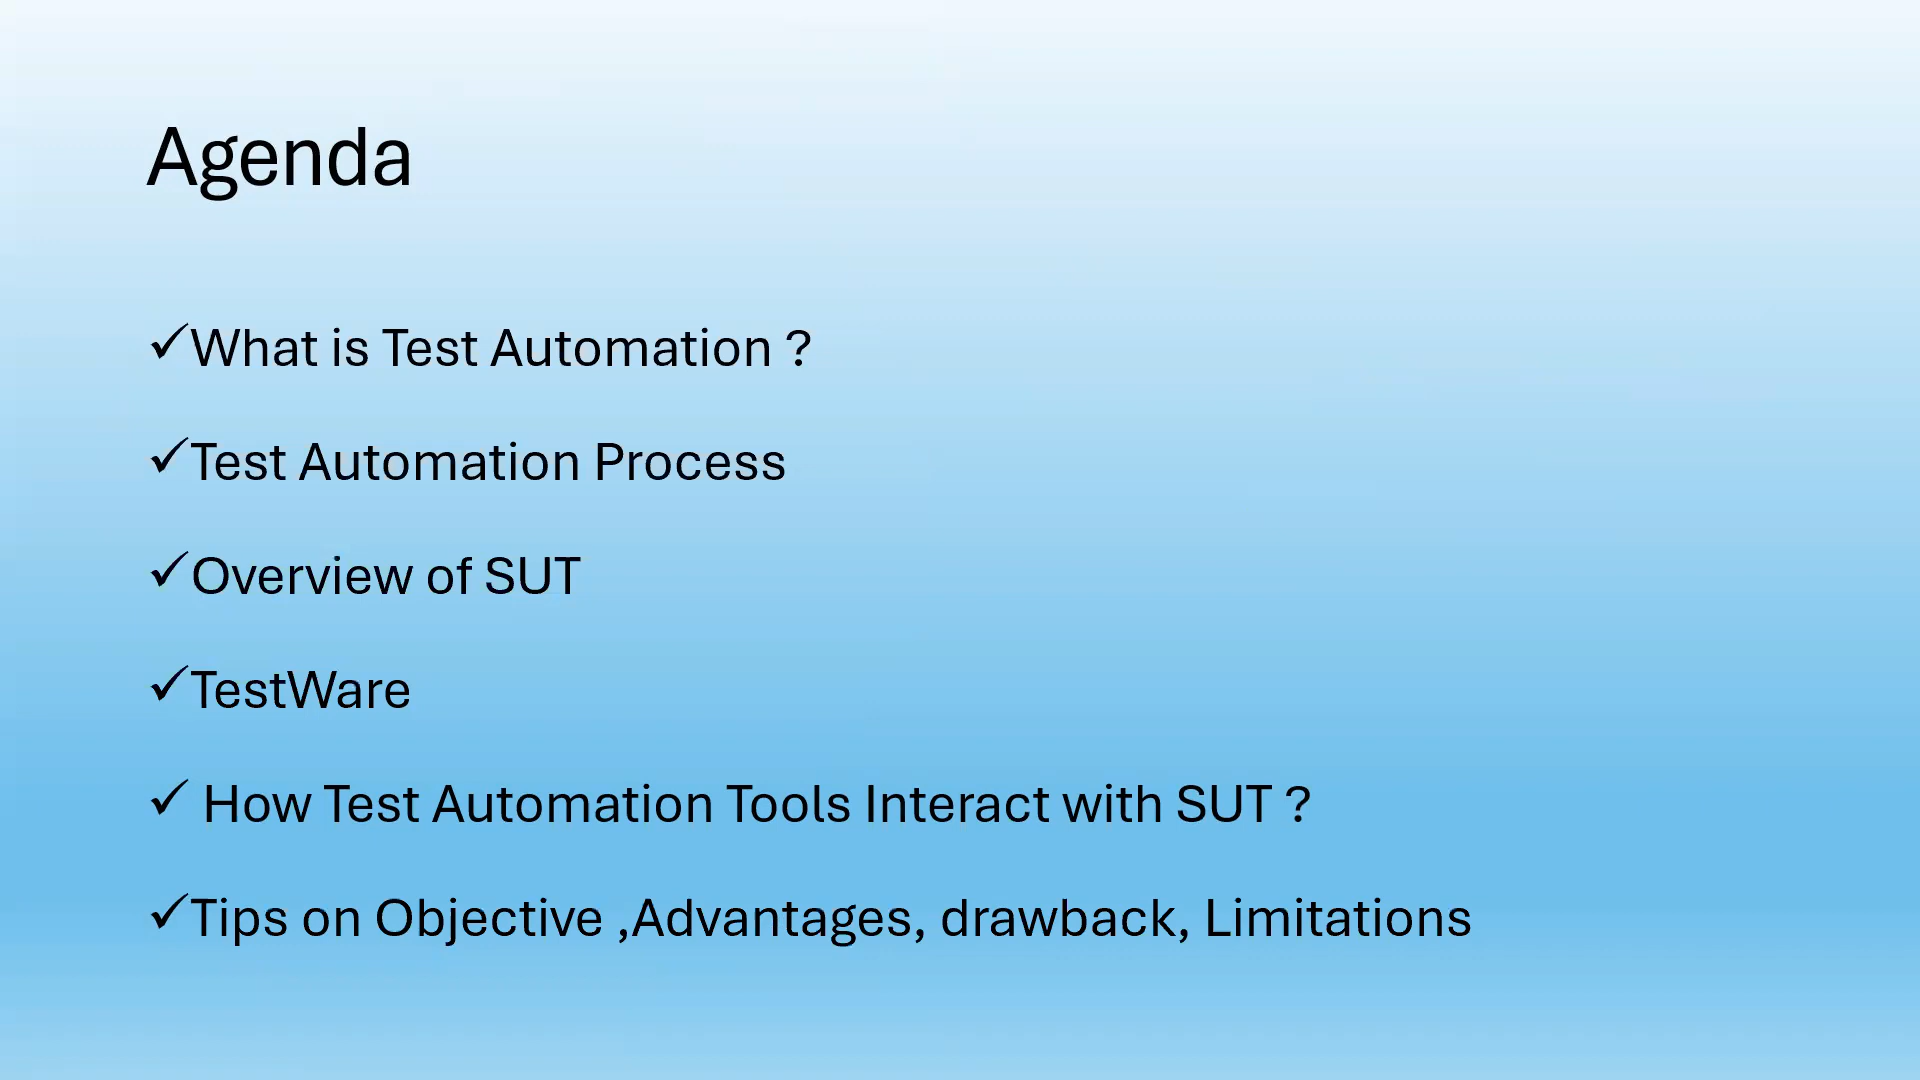 Agenda
✓What is Test Automation ?
✓Test Automation Process
✓Overview of SUT
✓TestWare
✓ How Test Automation Tools Interact with SUT ?
✓Tips on Objective ,Advantages, drawback, Limitations